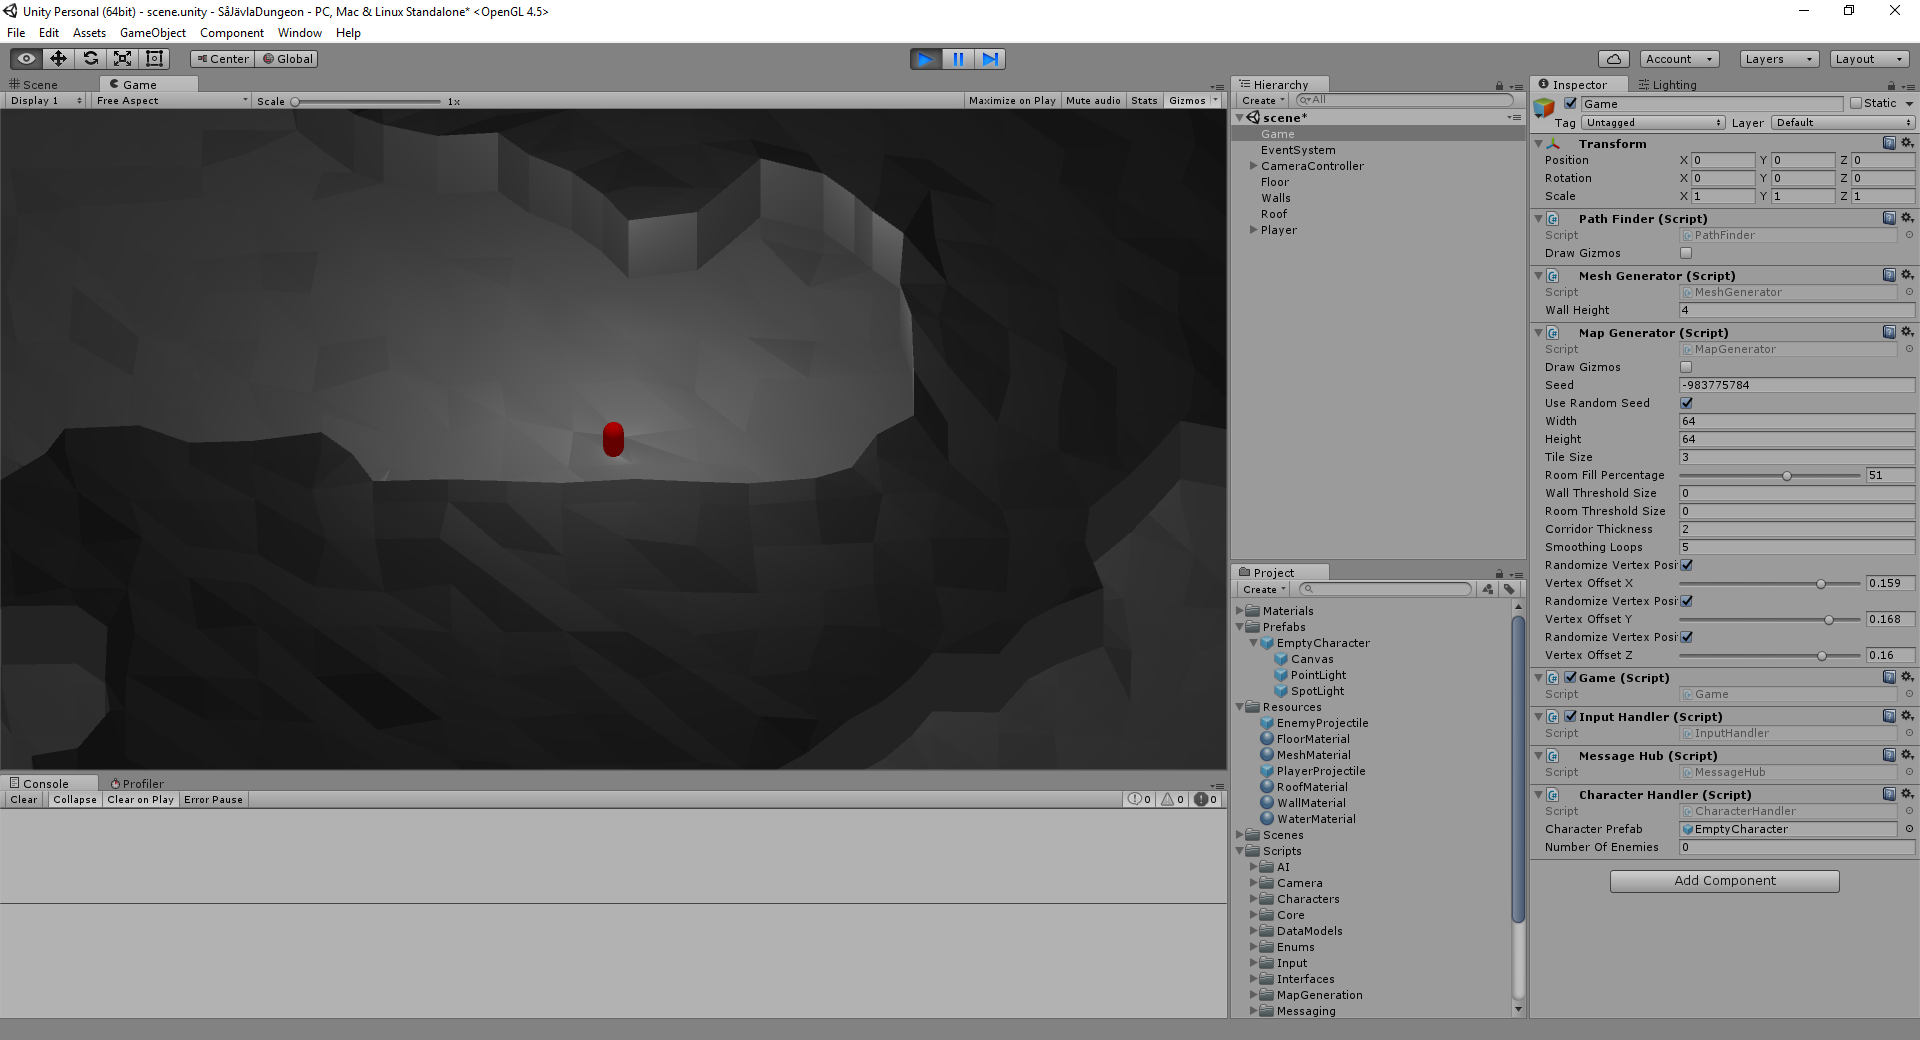 Unity Personal (64bit) - scene.unity - SåJävlaDungeon - PC, Mac & Linux Standalone* <OpenGL 4.5>
File Edit Assets GameObject Component Window Help
Center Global Account Layers Layout
Scene Game
Display 1 Free Aspect Scale 1x Maximize on Play Mute audio Stats Gizmos
Hierarchy
Create All
scene*
Game
EventSystem
CameraController
Floor
Walls
Roof
Player
Project
Create
Materials
Prefabs
EmptyCharacter
Canvas
PointLight
SpotLight
Resources
EnemyProjectile
FloorMaterial
MeshMaterial
PlayerProjectile
RoofMaterial
WallMaterial
WaterMaterial
Scenes
Scripts
AI
Camera
Characters
Core
DataModels
Enums
Input
Interfaces
MapGeneration
Messaging
Inspector Lighting
Game Static
Tag Untagged Layer Default
Transform
Position X 0 Y 0 Z 0
Rotation X 0 Y 0 Z 0
Scale X 1 Y 1 Z 1
Path Finder (Script)
Script PathFinder
Draw Gizmos
Mesh Generator (Script)
Script MeshGenerator
Wall Height 4
Map Generator (Script)
Script MapGenerator
Draw Gizmos
Seed -983775784
Use Random Seed
Width 64
Height 64
Tile Size 3
Room Fill Percentage 51
Wall Threshold Size 0
Room Threshold Size 0
Corridor Thickness 2
Smoothing Loops 5
Randomize Vertex Posi
Vertex Offset X 0.159
Randomize Vertex Posi
Vertex Offset Y 0.168
Randomize Vertex Posi
Vertex Offset Z 0.16
Game (Script)
Script Game
Input Handler (Script)
Script InputHandler
Message Hub (Script)
Script MessageHub
Character Handler (Script)
Script CharacterHandler
Character Prefab EmptyCharacter
Number Of Enemies 0
Add Component
Console Profiler
Clear Collapse Clear on Play Error Pause 0 0 0